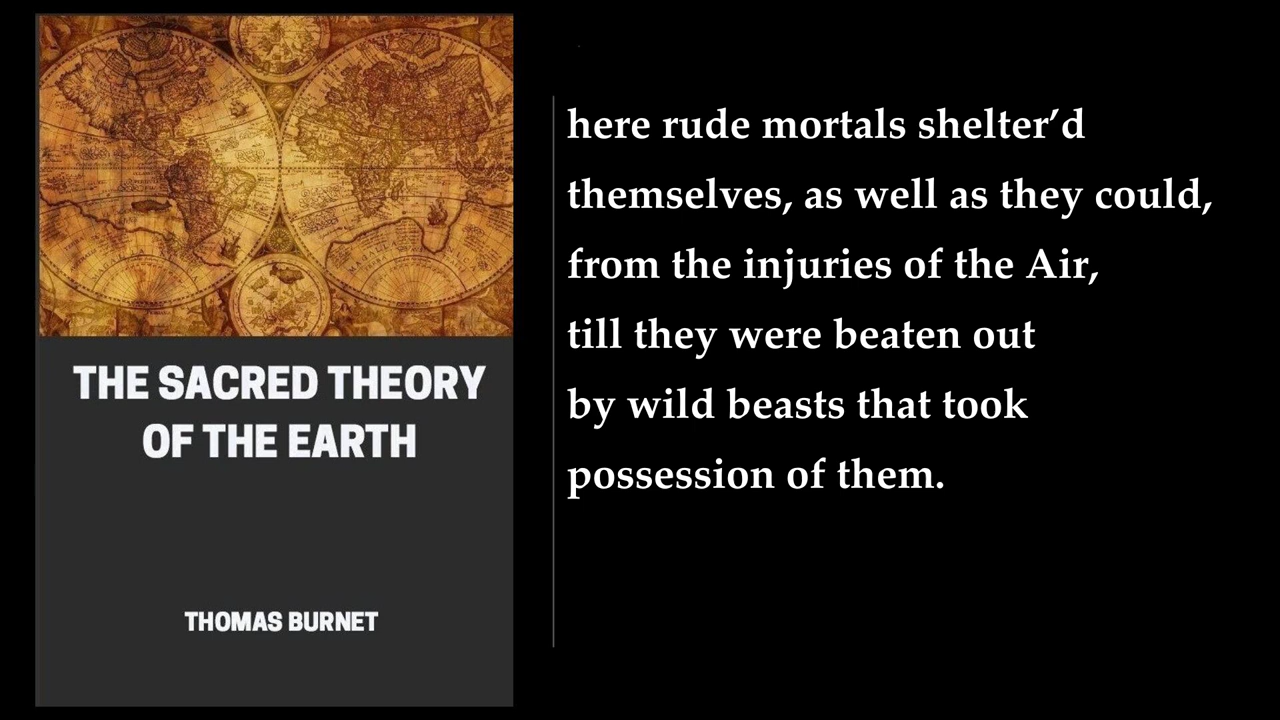 THE SACRED THEORY
OF THE EARTH
THOMAS BURNET
here rude mortals shelter’d
themselves, as well as they could,
from the injuries of the Air,
till they were beaten out
by wild beasts that took
possession of them.